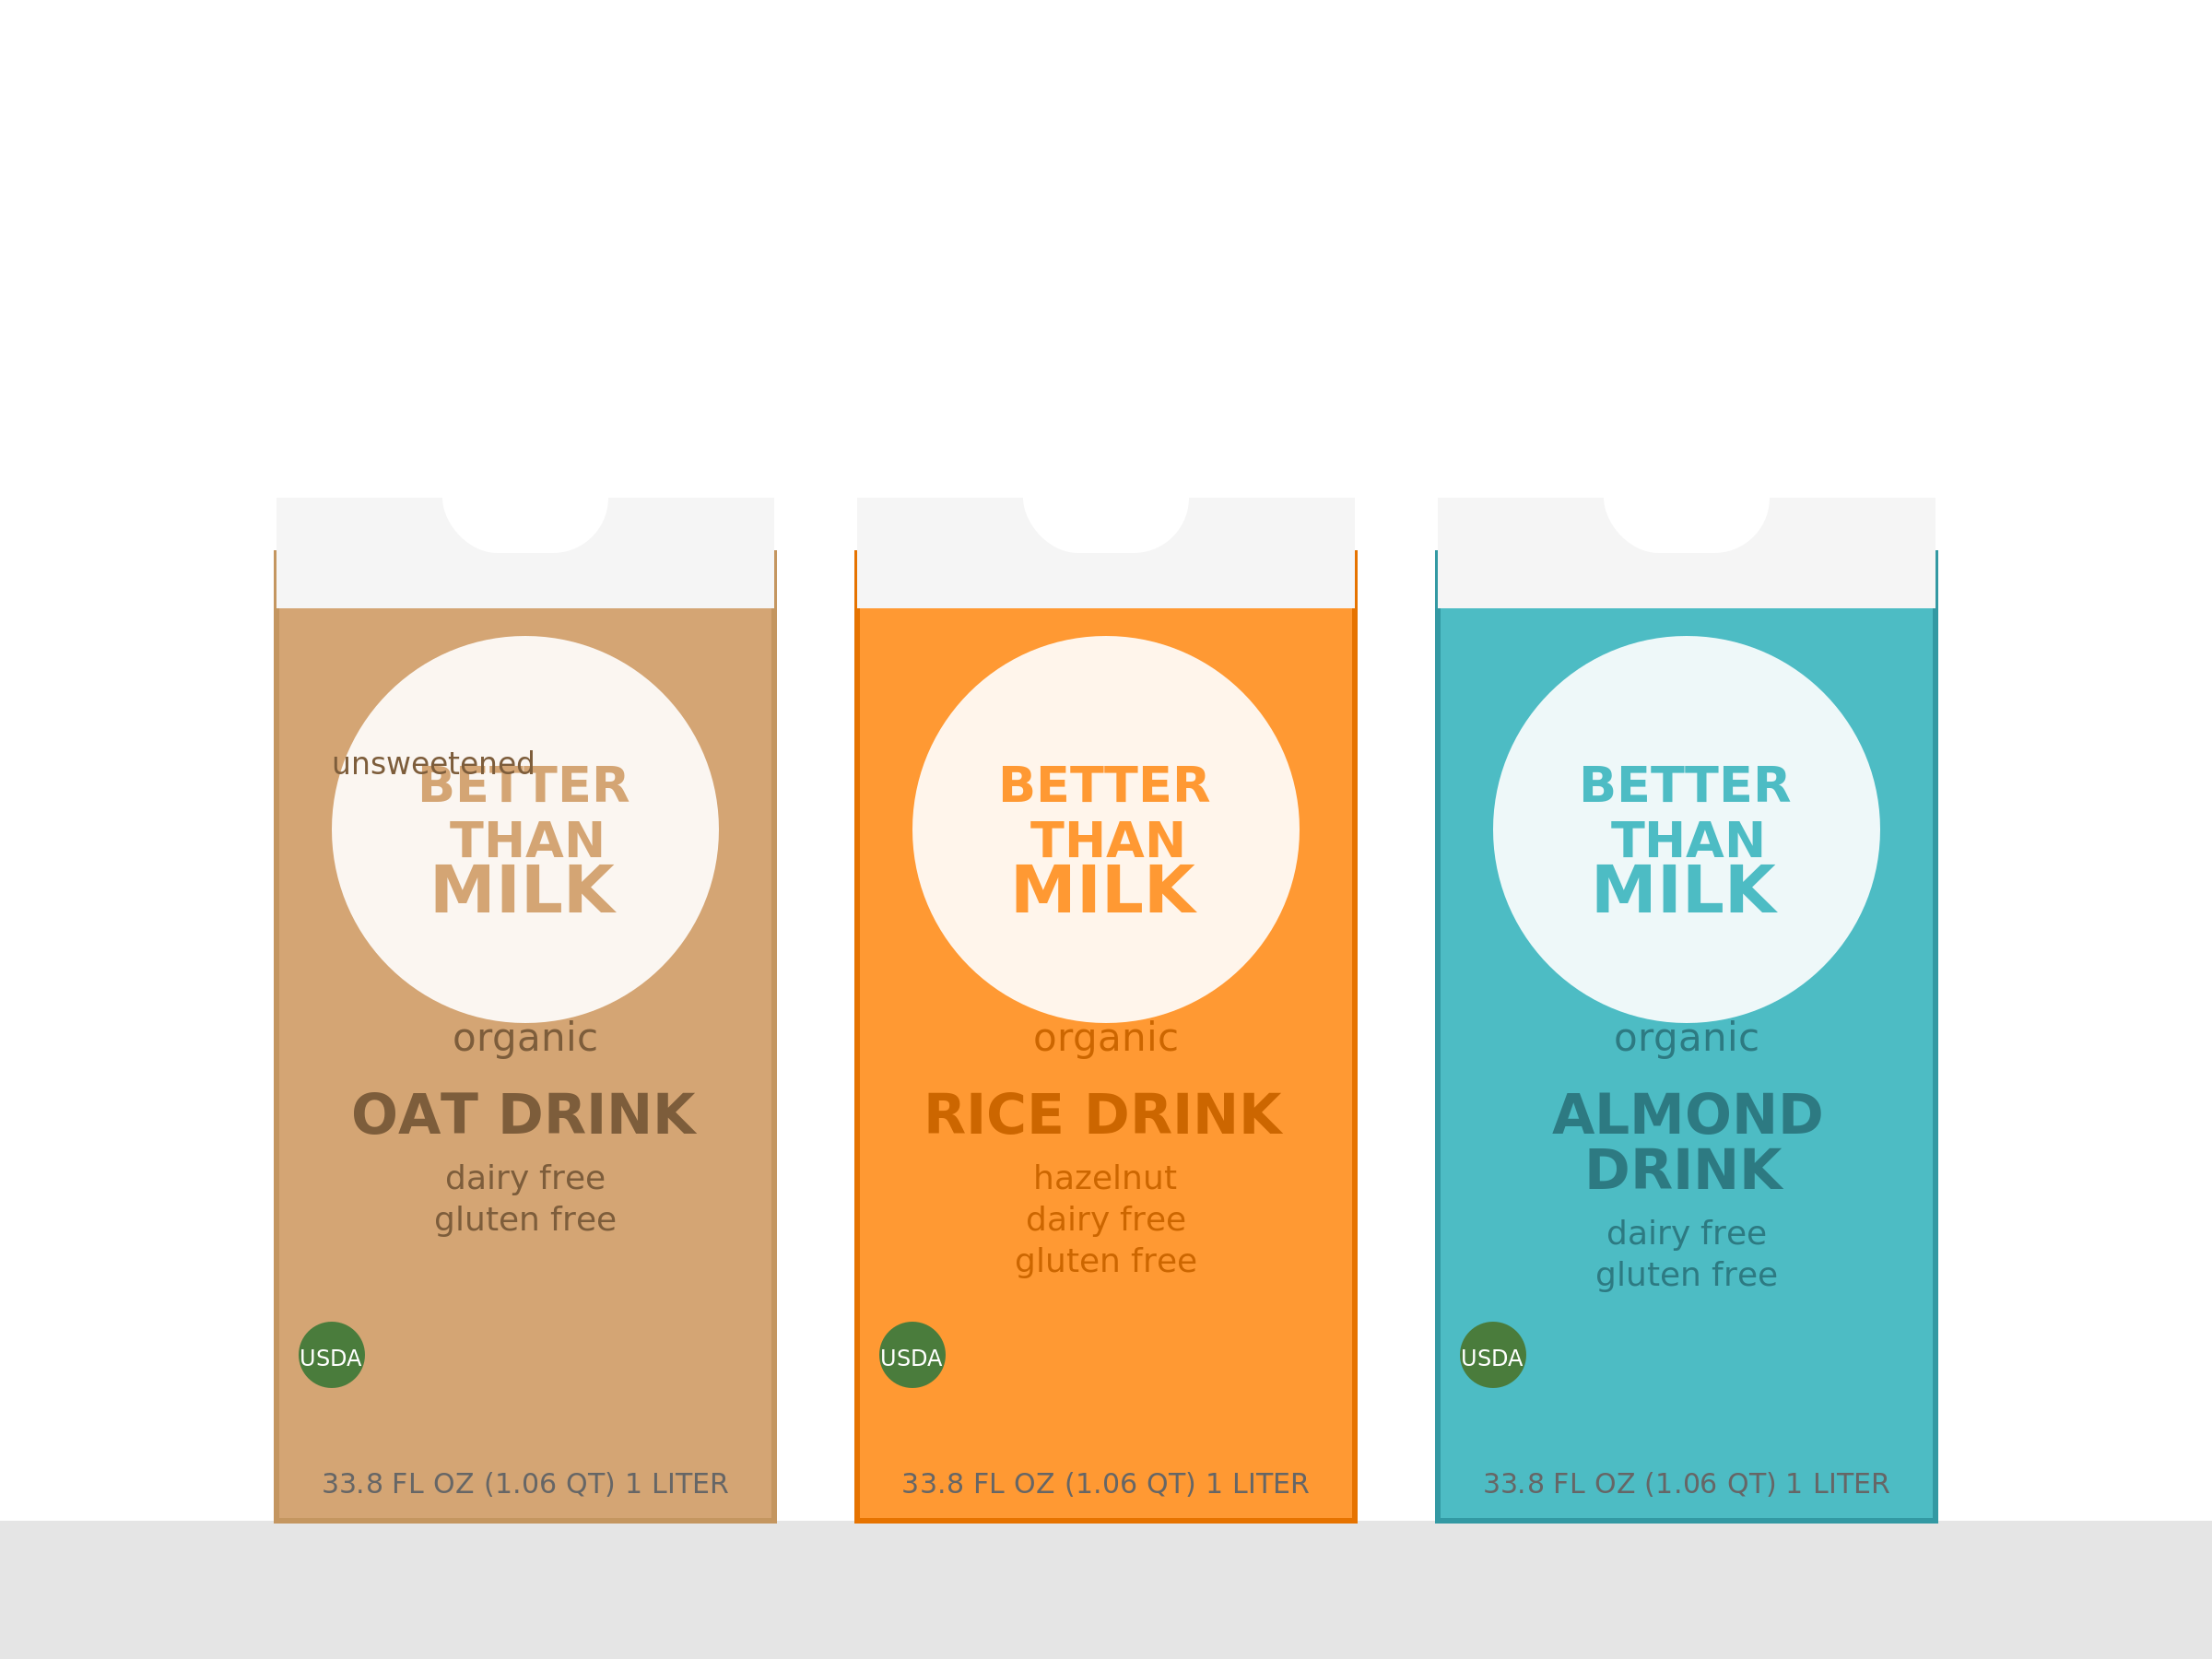 unsweetened
BETTER
THAN
MILK
organic
OAT DRINK
dairy free
gluten free
USDA
33.8 FL OZ (1.06 QT) 1 LITER
BETTER
THAN
MILK
organic
RICE DRINK
hazelnut
dairy free
gluten free
USDA
33.8 FL OZ (1.06 QT) 1 LITER
BETTER
THAN
MILK
organic
ALMOND
DRINK
dairy free
gluten free
USDA
33.8 FL OZ (1.06 QT) 1 LITER